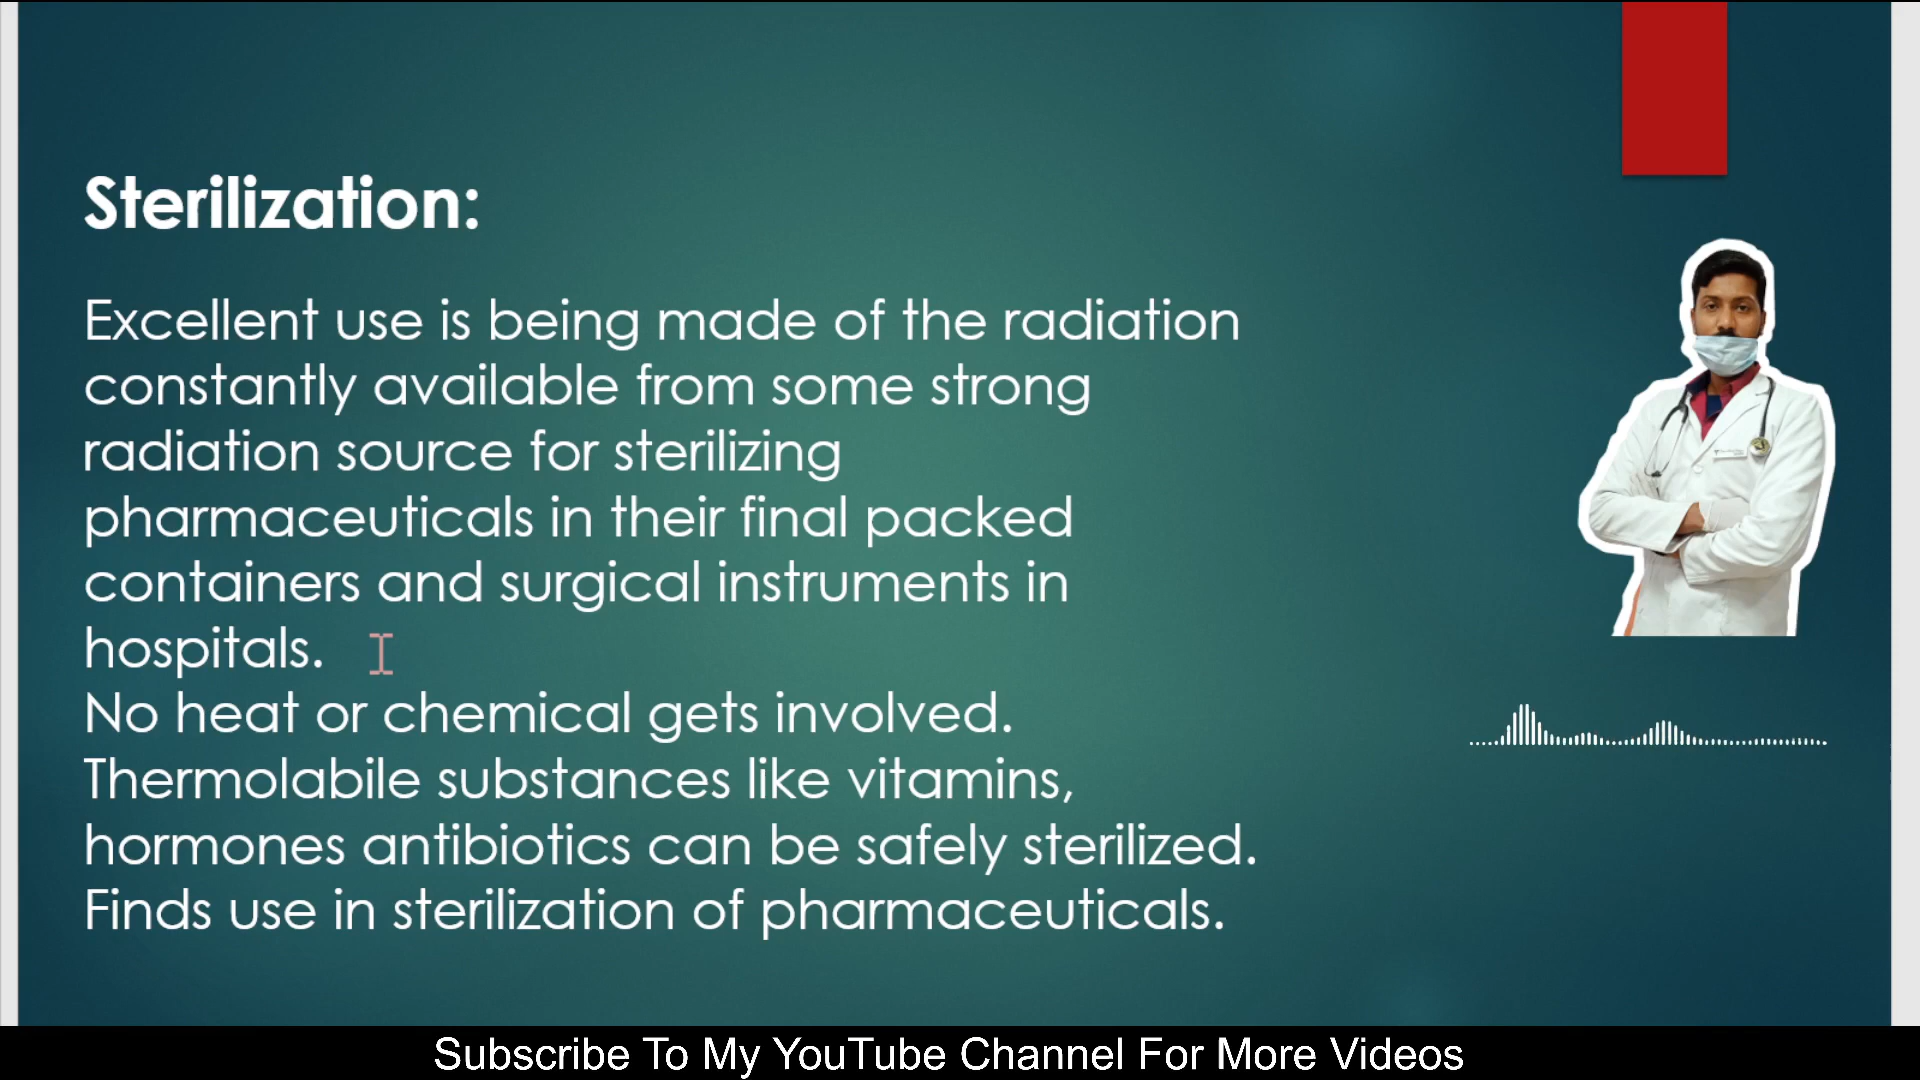 Sterilization:
Excellent use is being made of the radiation
constantly available from some strong
radiation source for sterilizing
pharmaceuticals in their final packed
containers and surgical instruments in
hospitals.
No heat or chemical gets involved.
Thermolabile substances like vitamins,
hormones antibiotics can be safely sterilized.
Finds use in sterilization of pharmaceuticals.
Subscribe To My YouTube Channel For More Videos